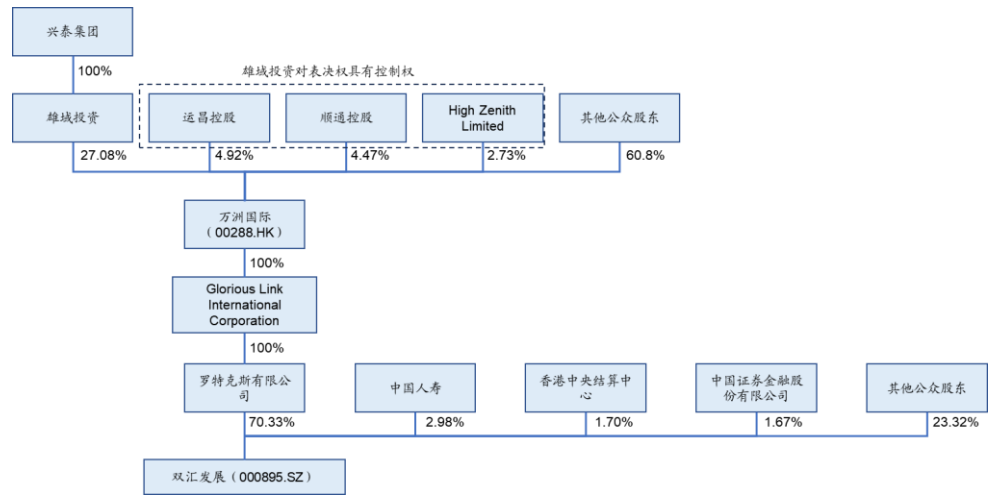 兴泰集团
100%
雄域投资对表决权具有控制权
雄域投资
运昌控股
顺通控股
High Zenith
Limited
其他公众股东
27.08%
4.92%
4.47%
2.73%
60.8%
万洲国际
（00288.HK）
100%
Glorious Link
International
Corporation
100%
罗特克斯有限公
司
中国人寿
香港中央结算中
心
中国证券金融股
份有限公司
其他公众股东
70.33%
2.98%
1.70%
1.67%
23.32%
双汇发展（000895.SZ）